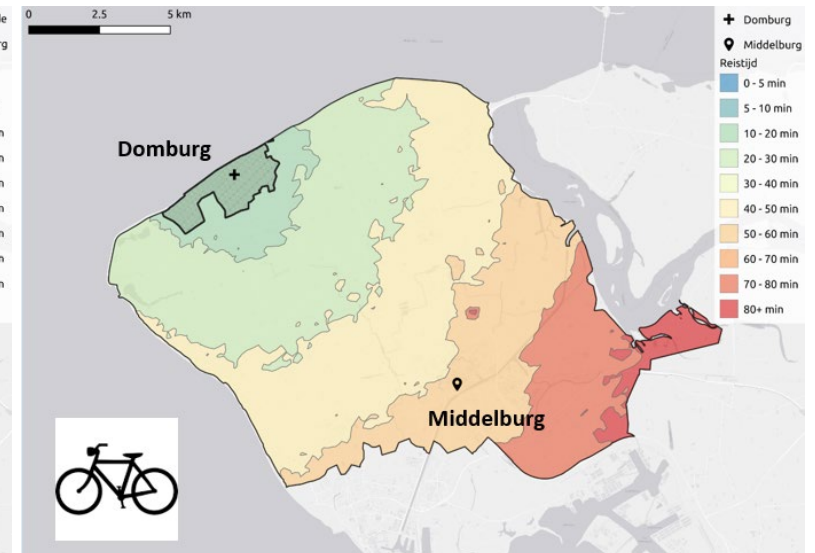 0 2.5 5 km
Domburg
Middelburg
Domburg
Middelburg
Reistijd
0 - 5 min
5 - 10 min
10 - 20 min
20 - 30 min
30 - 40 min
40 - 50 min
50 - 60 min
60 - 70 min
70 - 80 min
80+ min